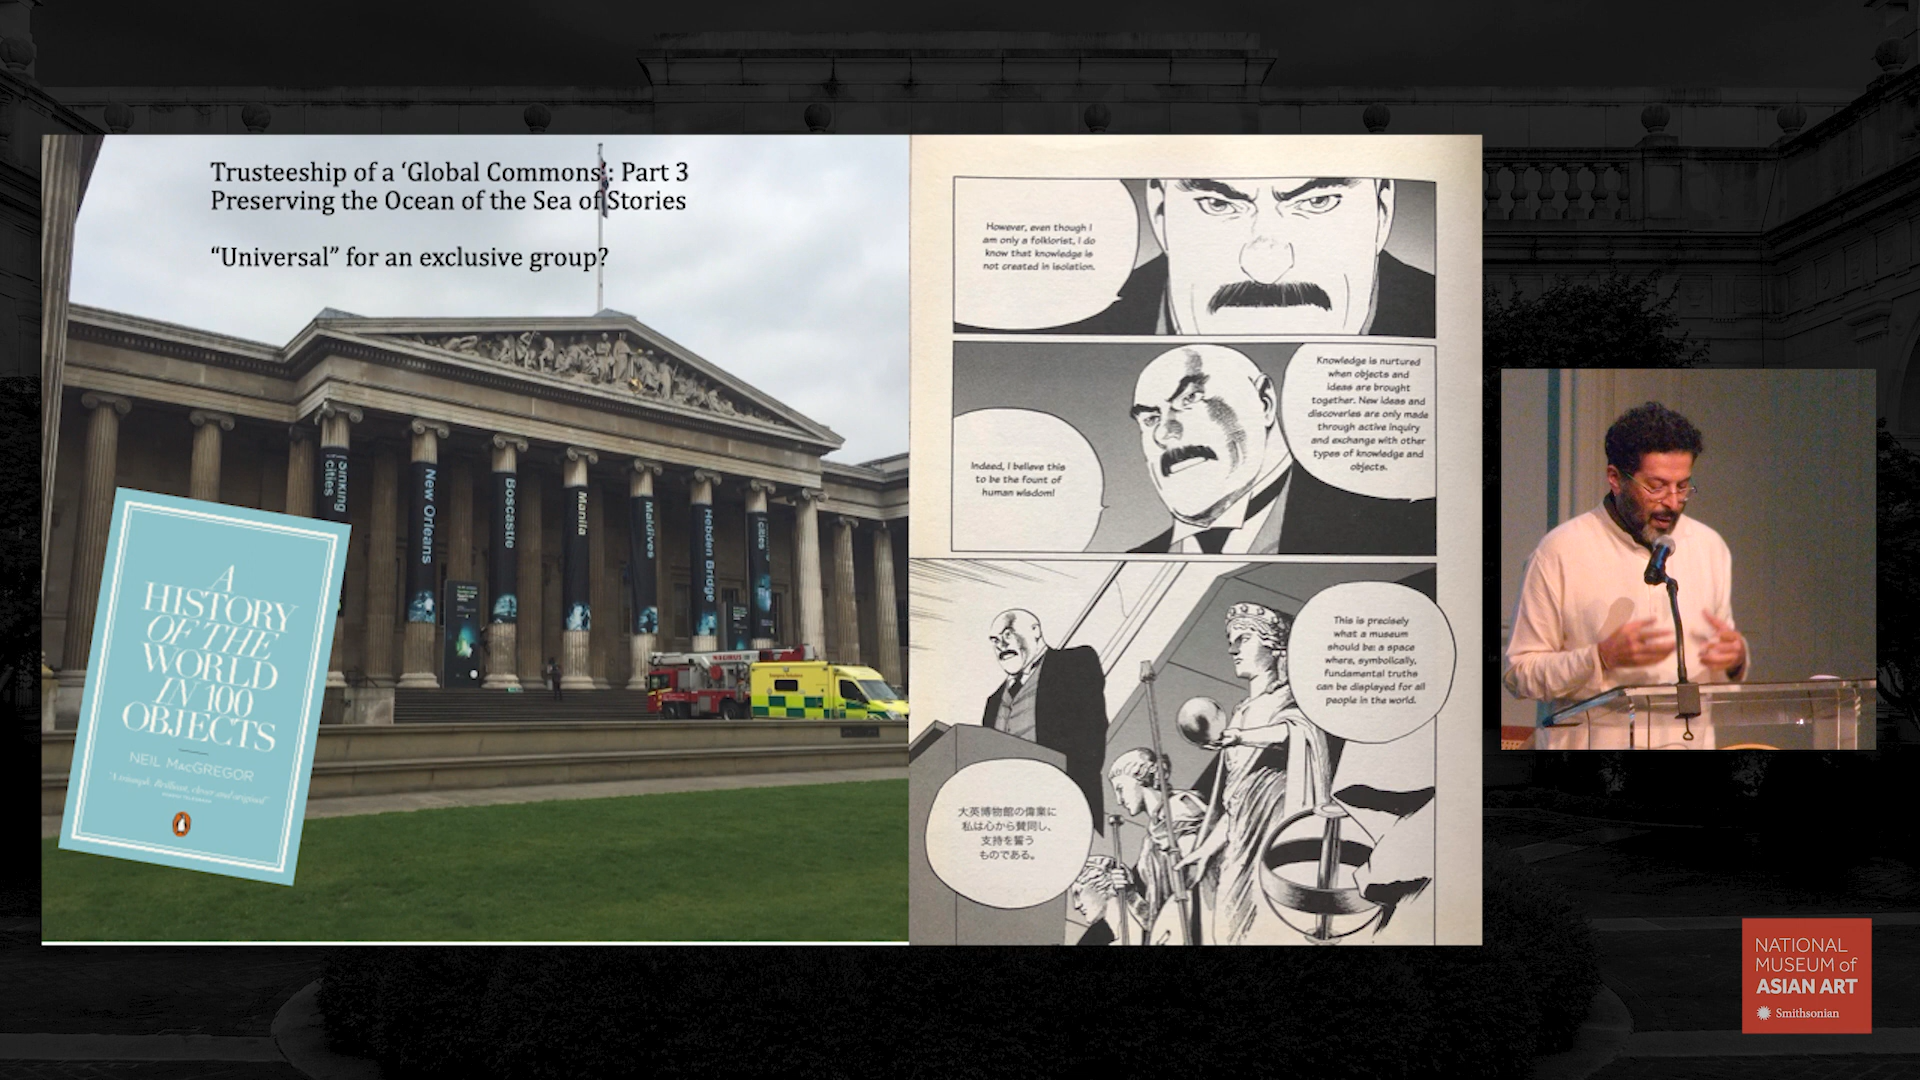 Trusteeship of a ‘Global Commons’: Part 3
Preserving the Ocean of the Sea of Stories
“Universal” for an exclusive group?
Sinking
cities
New Orleans
Boscastle
Manila
Maldives
Hebden Bridge
cities
MAGIRUS
A
HISTORY
OF THE
WORLD
IN 100
OBJECTS
NEIL MACGREGOR
'A triumph. Brilliant, clever and original'
However, even though I
am only a folklorist, I do
know that knowledge is
not created in isolation.
Knowledge is nurtured
when objects and
ideas are brought
together. New ideas and
discoveries are only made
through active inquiry
and exchange with other
types of knowledge and
objects.
Indeed, I believe this
to be the fount of
human wisdom!
This is precisely
what a museum
should be: a space
where, symbolically,
fundamental truths
can be displayed for all
people in the world.
大英博物館の偉業に
私は心から賛同し、
支持を誓う
ものである。
NATIONAL
MUSEUM of
ASIAN ART
Smithsonian